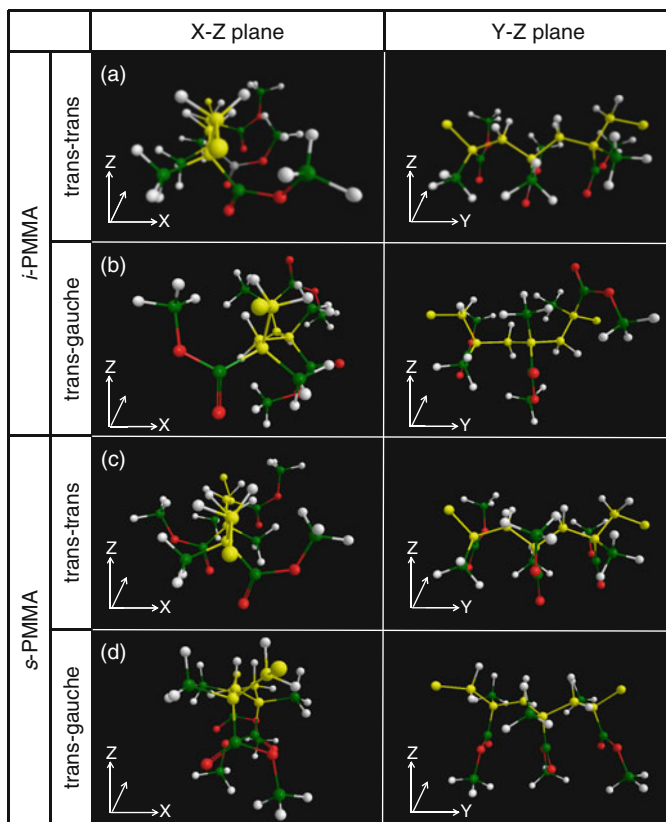 X-Z plane
Y-Z plane
i-PMMA
trans-trans
(a)
Z
X
Z
Y
trans-gauche
(b)
Z
X
Z
Y
s-PMMA
trans-trans
(c)
Z
X
Z
Y
trans-gauche
(d)
Z
X
Z
Y